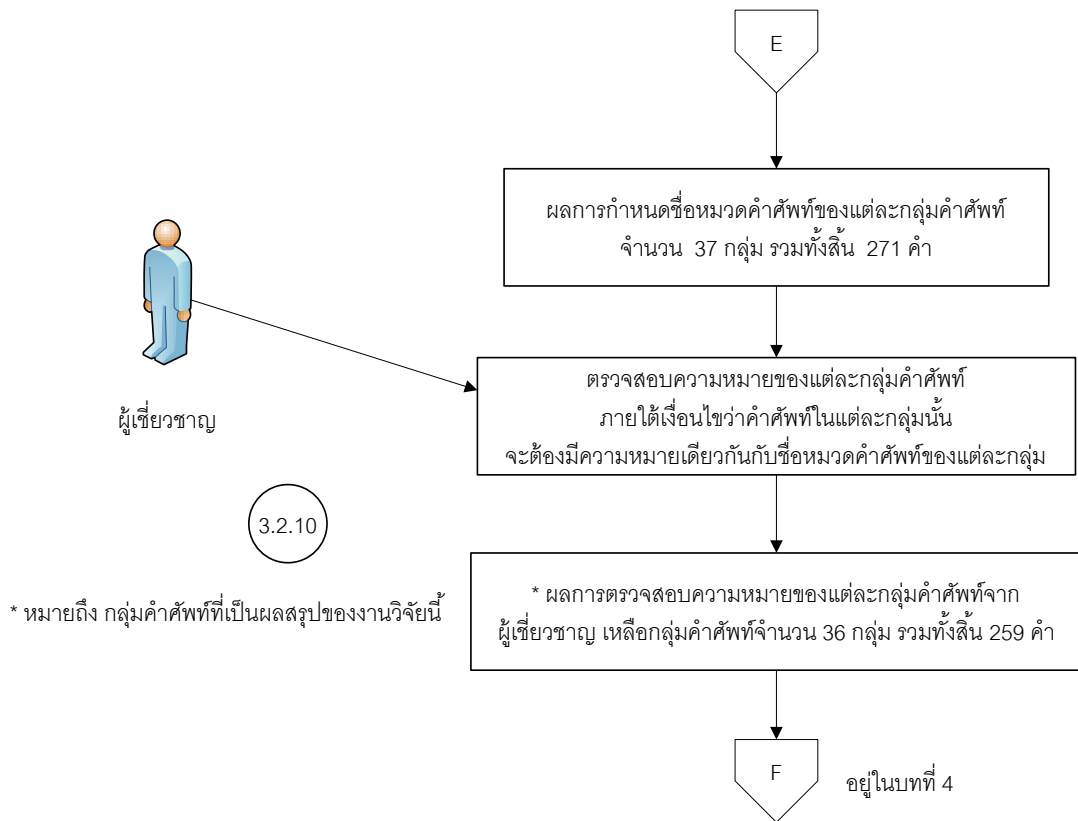 E
ผลการกำหนดชื่อหมวดคำศัพท์ของแต่ละกลุ่มคำศัพท์
จำนวน 37 กลุ่ม รวมทั้งสิ้น 271 คำ
ตรวจสอบความหมายของแต่ละกลุ่มคำศัพท์
ภายใต้เงื่อนไขว่าคำศัพท์ในแต่ละกลุ่มนั้น
จะต้องมีความหมายเดียวกันกับชื่อหมวดคำศัพท์ของแต่ละกลุ่ม
ผู้เชี่ยวชาญ
3.2.10
* หมายถึง กลุ่มคำศัพท์ที่เป็นผลสรุปของงานวิจัยนี้
* ผลการตรวจสอบความหมายของแต่ละกลุ่มคำศัพท์จาก
ผู้เชี่ยวชาญ เหลือกลุ่มคำศัพท์จำนวน 36 กลุ่ม รวมทั้งสิ้น 259 คำ
F
อยู่ในบทที่ 4